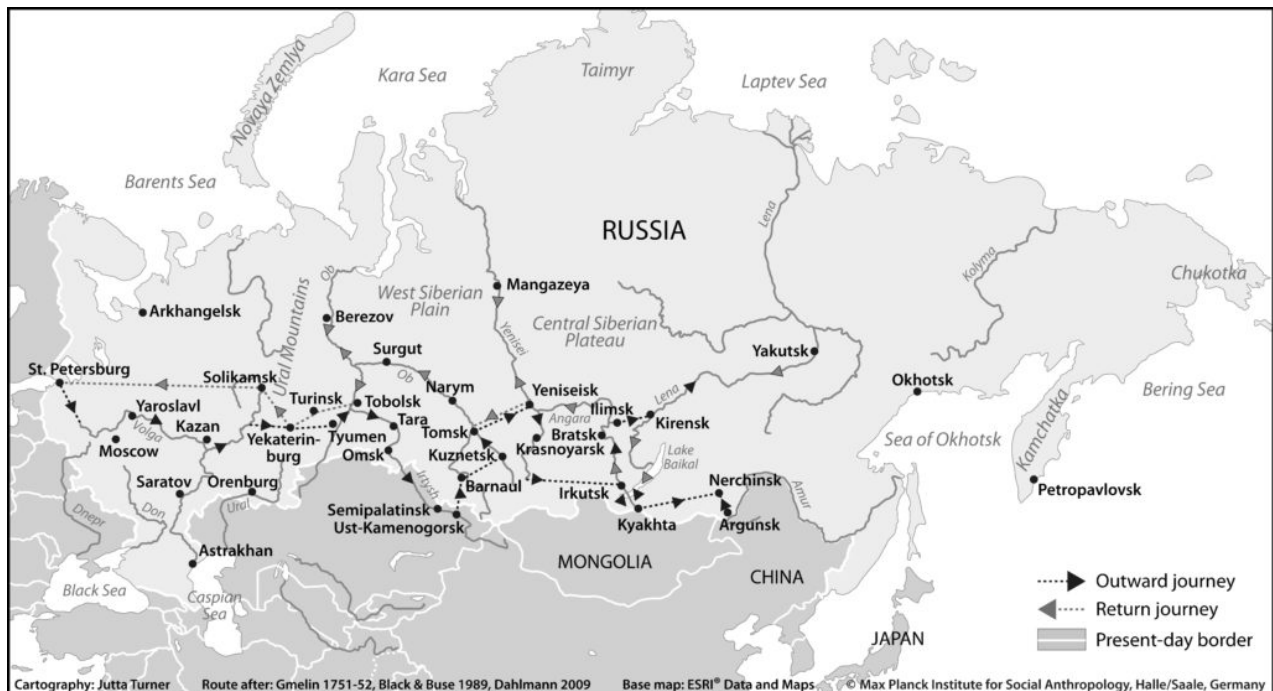 Kara Sea
Taimyr
Laptev Sea
Novaya Zemlya
Barents Sea
RUSSIA
Lena
Kolyma
Chukotka
Ob
Mangazeya
West Siberian
Plain
Ural Mountains
Arkhangelsk
Berezov
Yenisei
Central Siberian
Plateau
Surgut
Yakutsk
St. Petersburg
Solikamsk
Ob
Narym
Yeniseisk
Lena
Okhotsk
Bering Sea
Turinsk
Tobolsk
Yaroslavl
Volga
Kazan
Tara
Tomsk
Angara
Ilimsk
Kirensk
Yekaterin-
burg
Tyumen
Bratsk
Sea of Okhotsk
Kamchatka
Moscow
Omsk
Kuznetsk
Krasnoyarsk
Lake
Baikal
Saratov
Orenburg
Irtysh
Barnaul
Irkutsk
Nerchinsk
Amur
Petropavlovsk
Dnepr
Don
Ural
Semipalatinsk
Ust-Kamenogorsk
Kyakhta
Argunsk
Astrakhan
MONGOLIA
CHINA
Black Sea
Caspian
Sea
JAPAN
Outward journey
Return journey
Present-day border
Cartography: Jutta Turner Route after: Gmelin 1751-52, Black & Buse 1989, Dahlmann 2009 Base map: ESRI® Data and Maps © Max Planck Institute for Social Anthropology, Halle/Saale, Germany